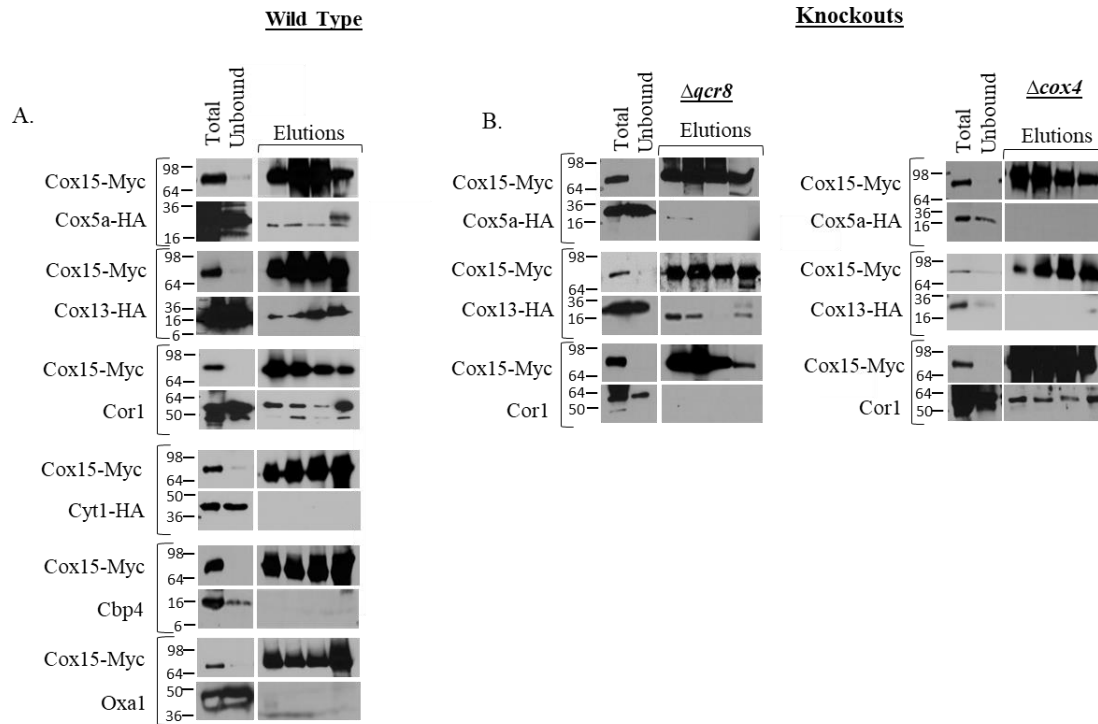 Wild Type
Knockouts
A.
Total
Unbound
Elutions
Cox15-Myc
98
64
Cox5a-HA
36
16
Cox15-Myc
98
64
Cox13-HA
36
16
6
Cox15-Myc
98
64
Cor1
64
50
Cox15-Myc
98
64
Cyt1-HA
50
36
Cox15-Myc
98
64
Cbp4
16
6
Cox15-Myc
98
64
Oxa1
50
36
B.
Total
Unbound
Δqcr8
Elutions
Cox15-Myc
98
64
Cox5a-HA
36
16
Cox15-Myc
98
64
Cox13-HA
36
16
Cox15-Myc
98
64
Cor1
64
50
Total
Unbound
Δcox4
Elutions
Cox15-Myc
98
64
Cox5a-HA
36
16
Cox15-Myc
98
64
Cox13-HA
36
16
Cox15-Myc
98
64
Cor1
64
50